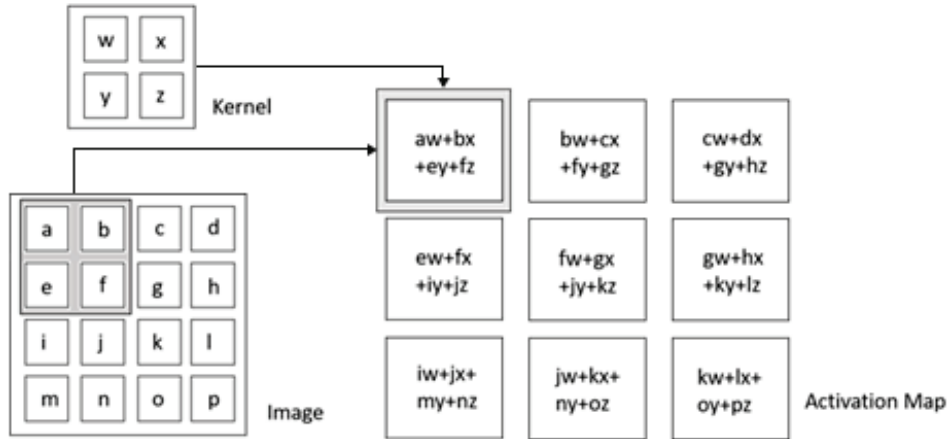 w x
y z
Kernel
aw+bx
+ey+fz
bw+cx
+fy+gz
cw+dx
+gy+hz
a b c d
e f g h
i j k l
m n o p
Image
ew+fx
+iy+jz
fw+gx
+jy+kz
gw+hx
+ky+lz
iw+jx+
my+nz
jw+kx+
ny+oz
kw+lx+
oy+pz
Activation Map